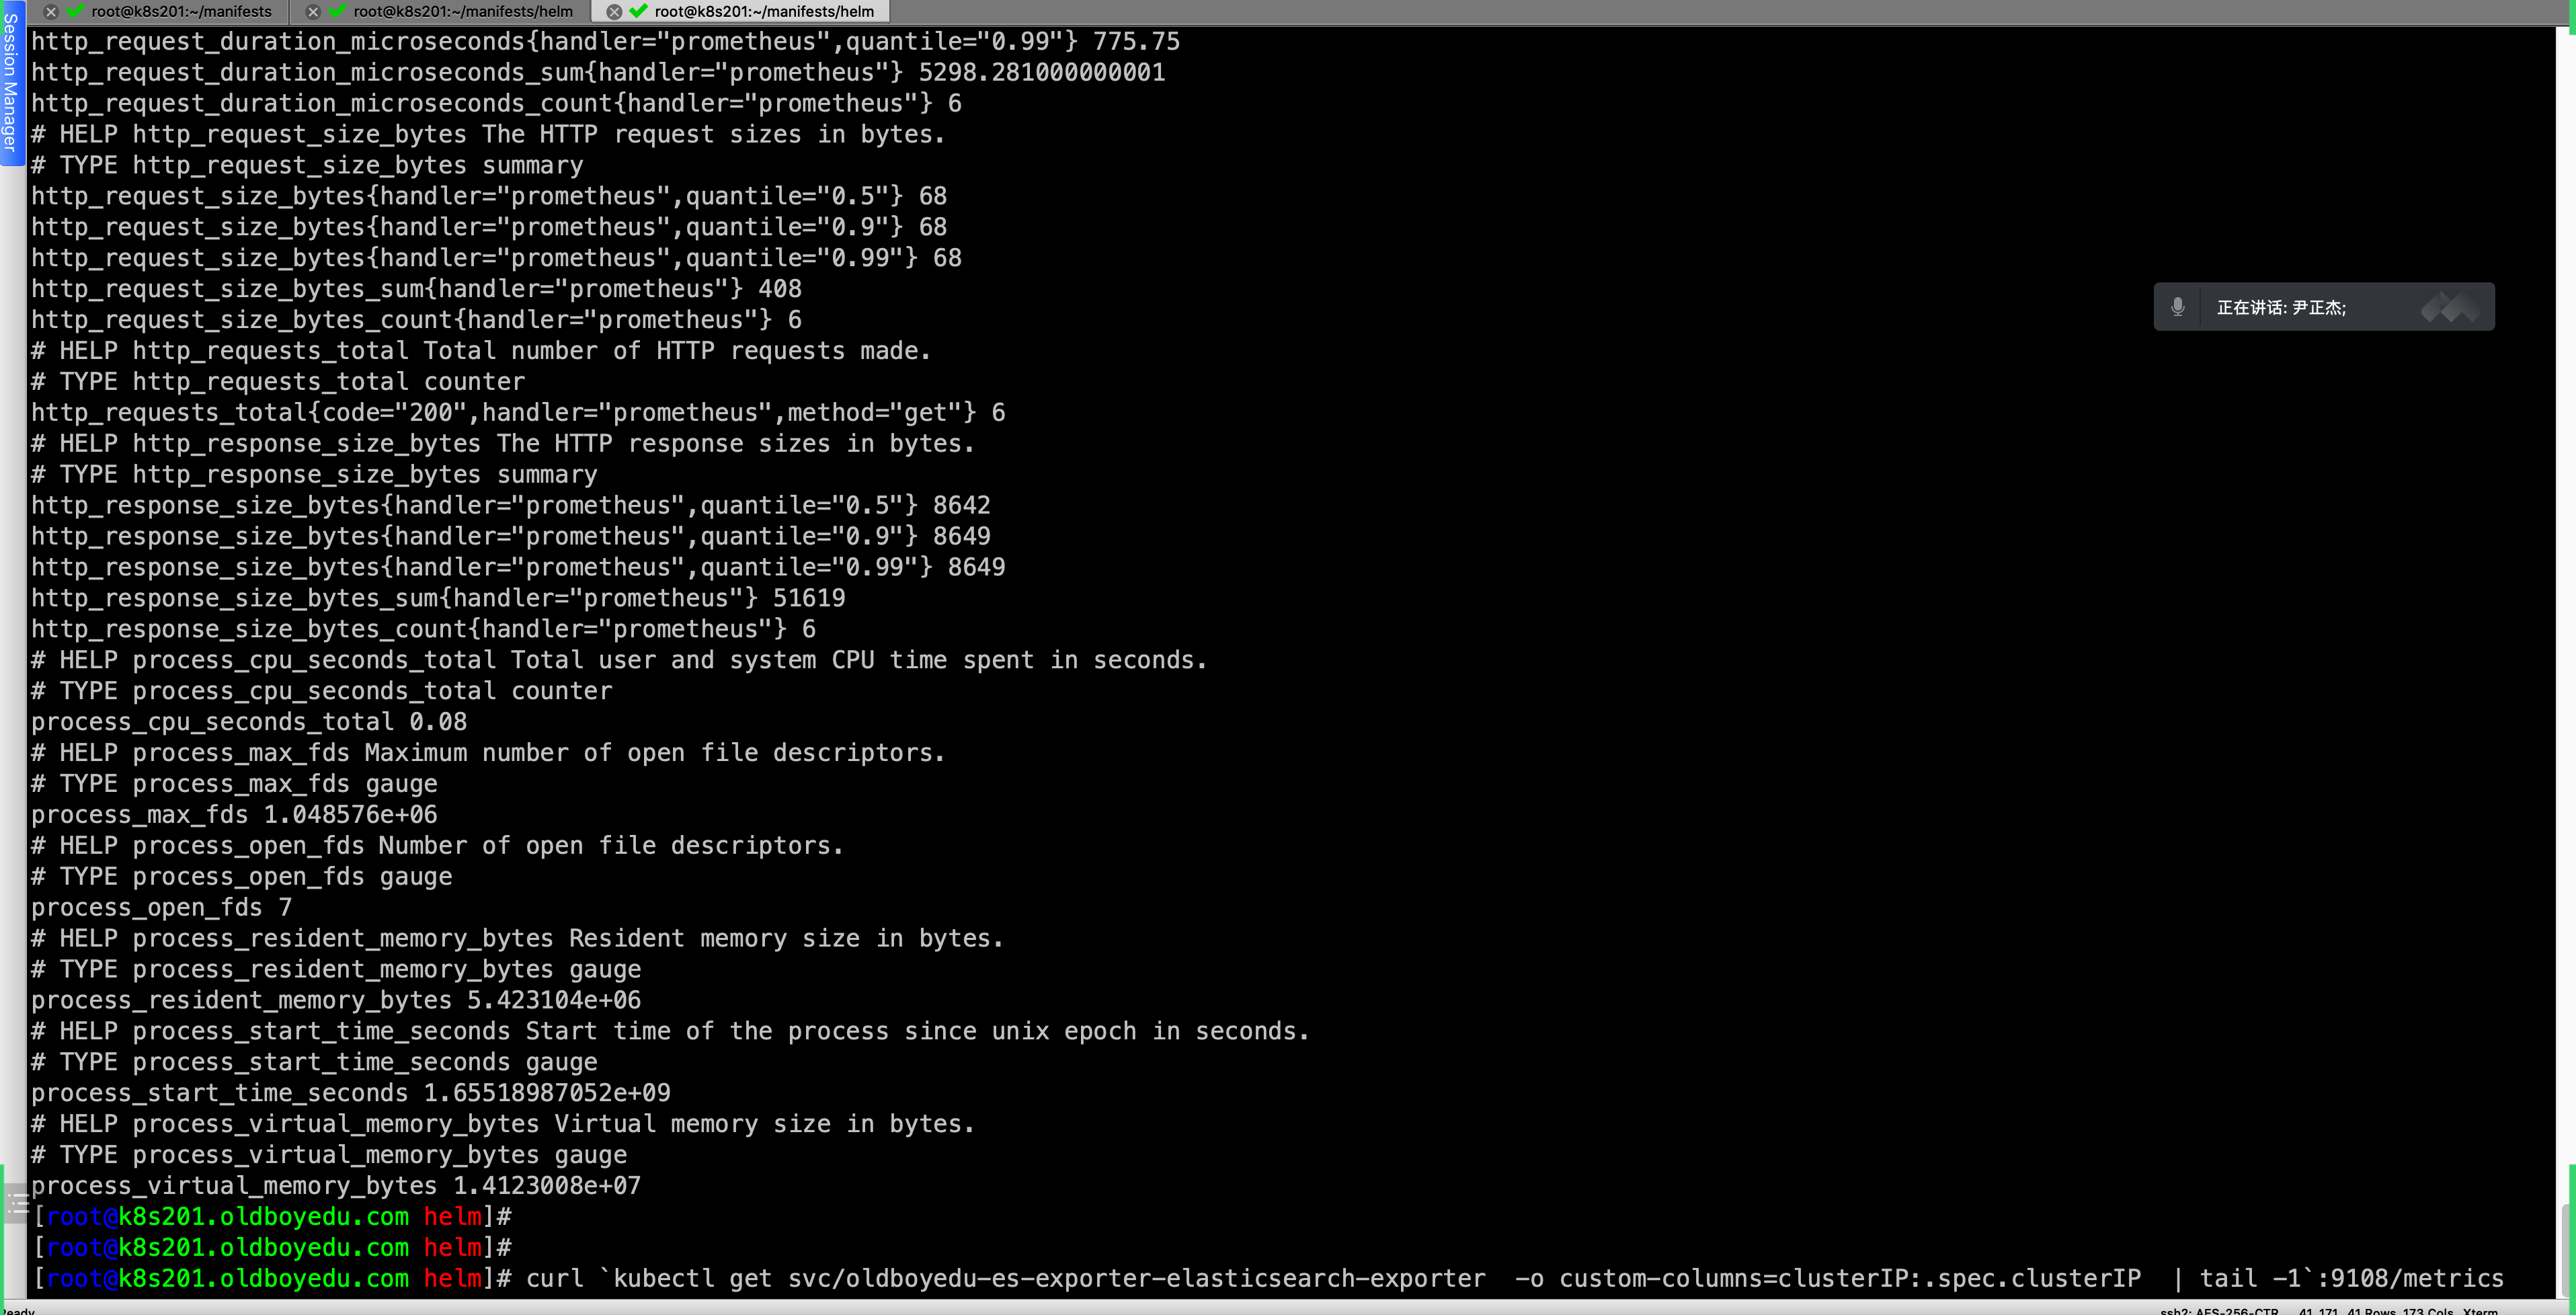 root@k8s201:~/manifests
root@k8s201:~/manifests/helm
root@k8s201:~/manifests/helm
Session Manager
http_request_duration_microseconds{handler="prometheus",quantile="0.99"} 775.75
http_request_duration_microseconds_sum{handler="prometheus"} 5298.281000000001
http_request_duration_microseconds_count{handler="prometheus"} 6
# HELP http_request_size_bytes The HTTP request sizes in bytes.
# TYPE http_request_size_bytes summary
http_request_size_bytes{handler="prometheus",quantile="0.5"} 68
http_request_size_bytes{handler="prometheus",quantile="0.9"} 68
http_request_size_bytes{handler="prometheus",quantile="0.99"} 68
http_request_size_bytes_sum{handler="prometheus"} 408
正在讲话: 尹正杰;
http_request_size_bytes_count{handler="prometheus"} 6
# HELP http_requests_total Total number of HTTP requests made.
# TYPE http_requests_total counter
http_requests_total{code="200",handler="prometheus",method="get"} 6
# HELP http_response_size_bytes The HTTP response sizes in bytes.
# TYPE http_response_size_bytes summary
http_response_size_bytes{handler="prometheus",quantile="0.5"} 8642
http_response_size_bytes{handler="prometheus",quantile="0.9"} 8649
http_response_size_bytes{handler="prometheus",quantile="0.99"} 8649
http_response_size_bytes_sum{handler="prometheus"} 51619
http_response_size_bytes_count{handler="prometheus"} 6
# HELP process_cpu_seconds_total Total user and system CPU time spent in seconds.
# TYPE process_cpu_seconds_total counter
process_cpu_seconds_total 0.08
# HELP process_max_fds Maximum number of open file descriptors.
# TYPE process_max_fds gauge
process_max_fds 1.048576e+06
# HELP process_open_fds Number of open file descriptors.
# TYPE process_open_fds gauge
process_open_fds 7
# HELP process_resident_memory_bytes Resident memory size in bytes.
# TYPE process_resident_memory_bytes gauge
process_resident_memory_bytes 5.423104e+06
# HELP process_start_time_seconds Start time of the process since unix epoch in seconds.
# TYPE process_start_time_seconds gauge
process_start_time_seconds 1.65518987052e+09
# HELP process_virtual_memory_bytes Virtual memory size in bytes.
# TYPE process_virtual_memory_bytes gauge
process_virtual_memory_bytes 1.4123008e+07
[root@k8s201.oldboyedu.com helm]#
[root@k8s201.oldboyedu.com helm]#
[root@k8s201.oldboyedu.com helm]# curl `kubectl get svc/oldboyedu-es-exporter-elasticsearch-exporter  -o custom-columns=clusterIP:.spec.clusterIP  | tail -1`:9108/metrics
ssh2: AES-256-CTR 41, 171 41 Rows, 173 Cols Xterm